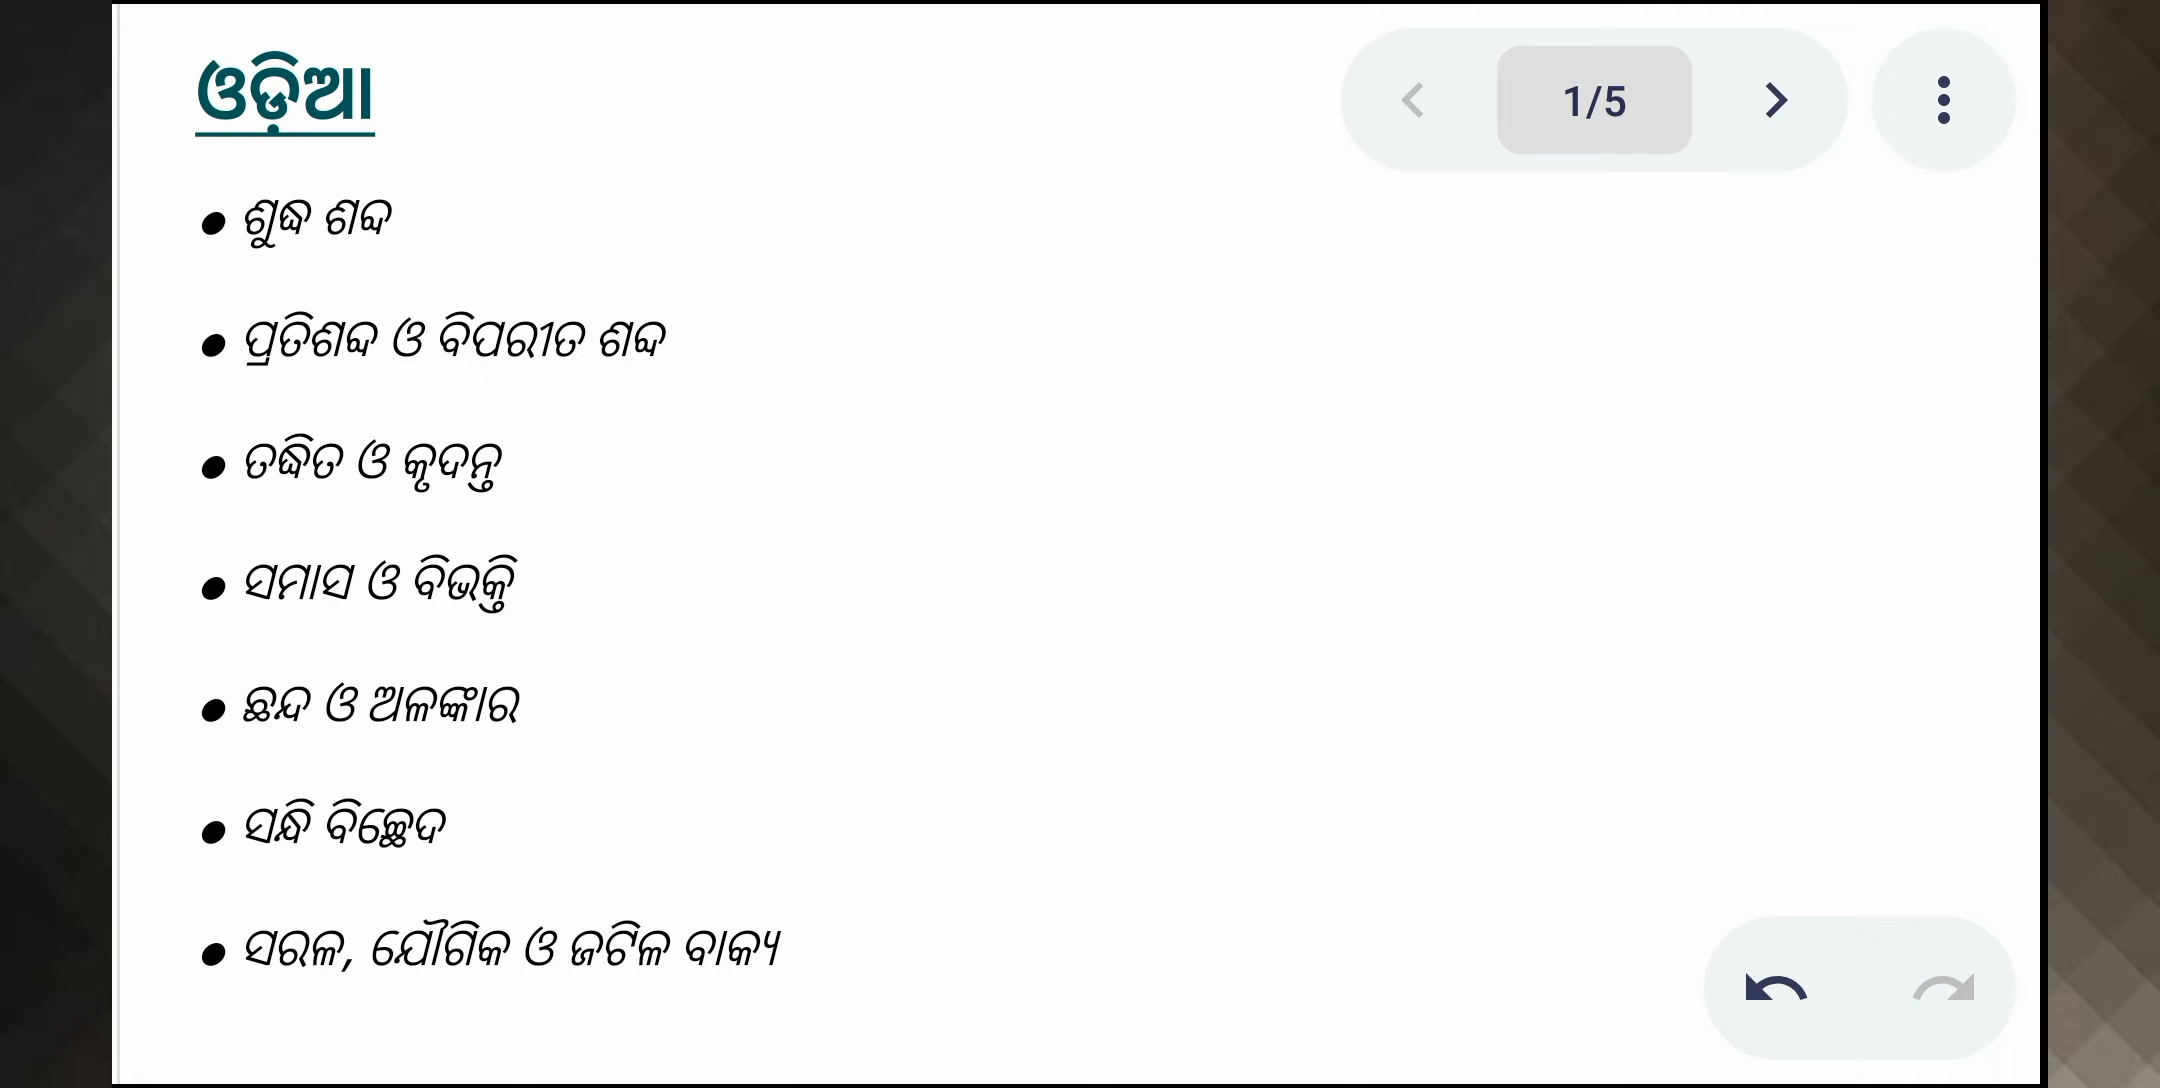 ଓଡ଼ିଆ
1/5
• ଶୁଦ୍ଧ ଶବ୍ଦ
• ପ୍ରତିଶବ୍ଦ ଓ ବିପରୀତ ଶବ୍ଦ
• ତଦ୍ଧିତ ଓ କୃଦନ୍ତ
• ସମାସ ଓ ବିଭକ୍ତି
• ଛନ୍ଦ ଓ ଅଳଙ୍କାର
• ସନ୍ଧି ବିଚ୍ଛେଦ
• ସରଳ, ଯୌଗିକ ଓ ଜଟିଳ ବାକ୍ୟ